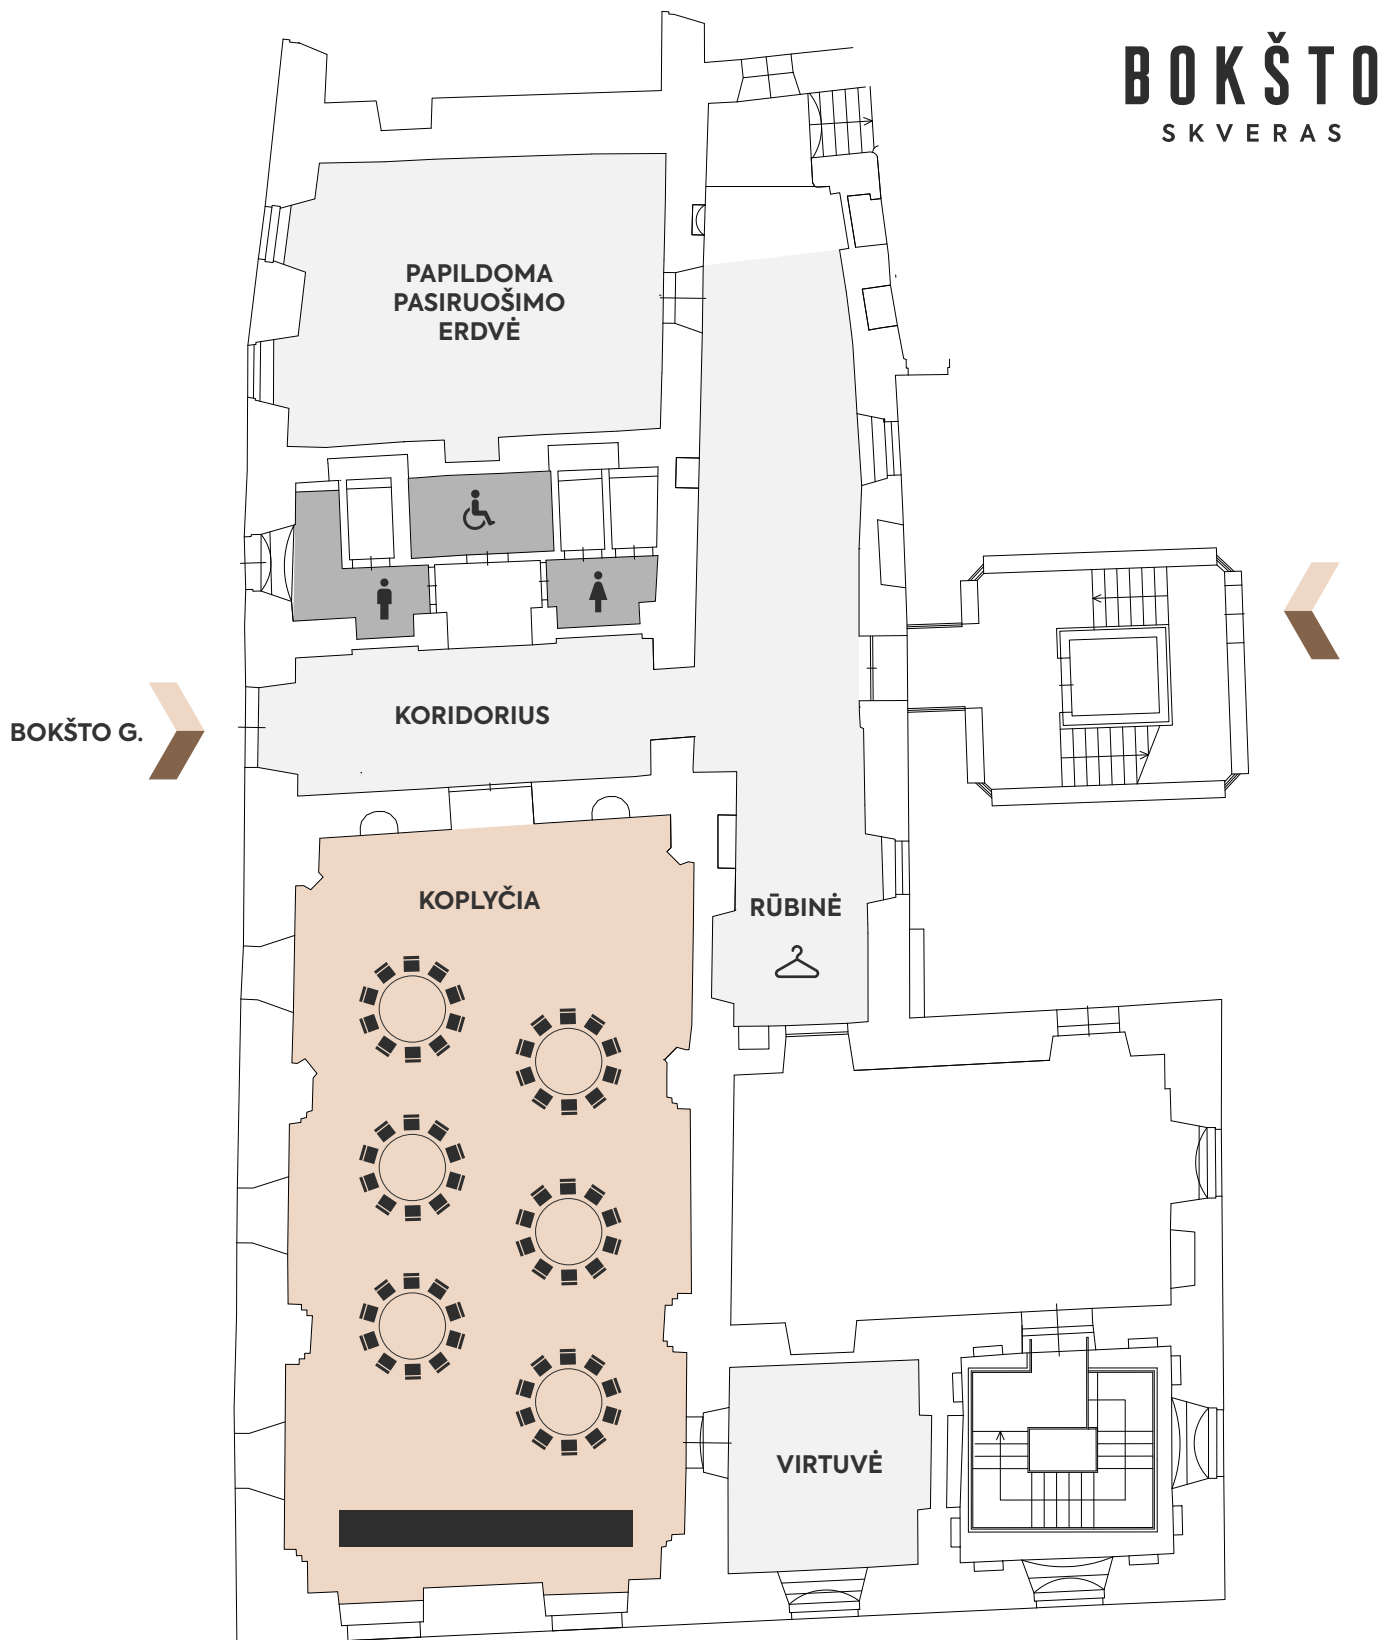 BOKŠTO
SKVERAS
PAPILDOMA
PASIRUOŠIMO
ERDVĖ
KORIDORIUS
BOKŠTO G.
KOPLYČIA
RŪBINĖ
VIRTUVĖ